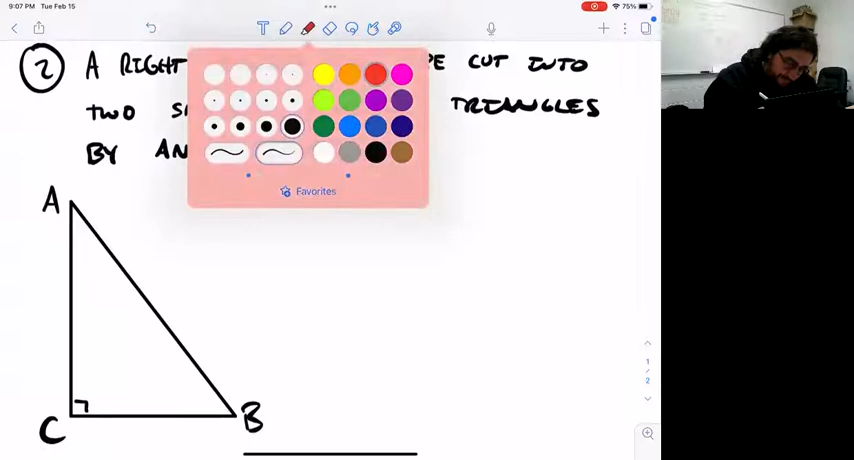 9:07 PM Tue Feb 15
75%
2 A RIGHT CUT INTO
TWO TRIANGLES
BY AN
Favorites
A
C
B
1
2